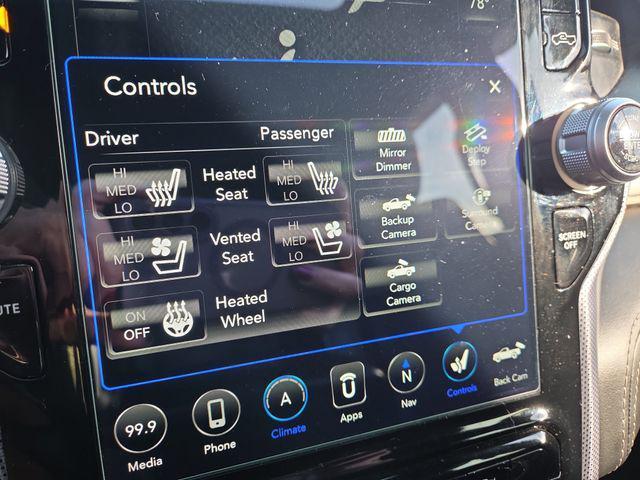 78°
Controls
×
Driver
Passenger
HI
MED
LO
Heated
Seat
HI
MED
LO
Mirror
Dimmer
Deploy
Step
HI
MED
LO
Vented
Seat
HI
MED
LO
Backup
Camera
Surround
Camera
ON
OFF
Heated
Wheel
Cargo
Camera
SCREEN
OFF
MUTE
99.9
Media
Phone
A
Climate
Apps
N
Nav
Controls
Back Cam